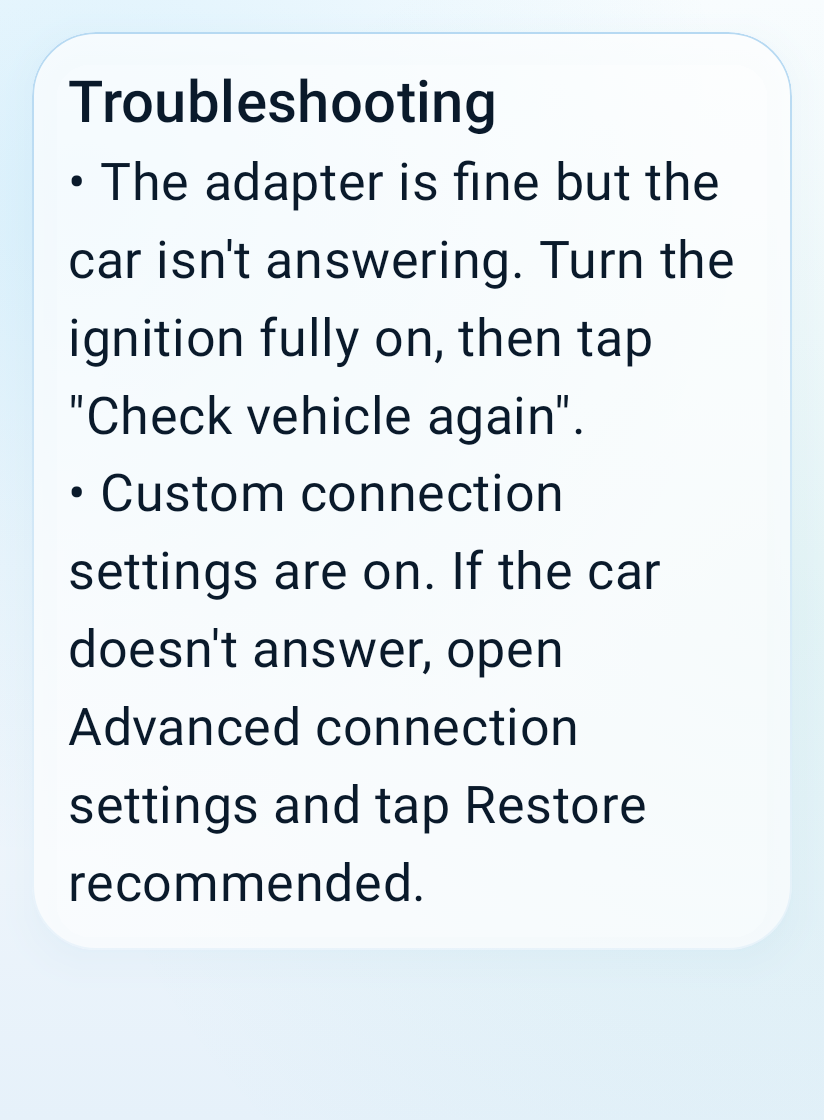 Troubleshooting
• The adapter is fine but the
car isn't answering. Turn the
ignition fully on, then tap
"Check vehicle again".
• Custom connection
settings are on. If the car
doesn't answer, open
Advanced connection
settings and tap Restore
recommended.